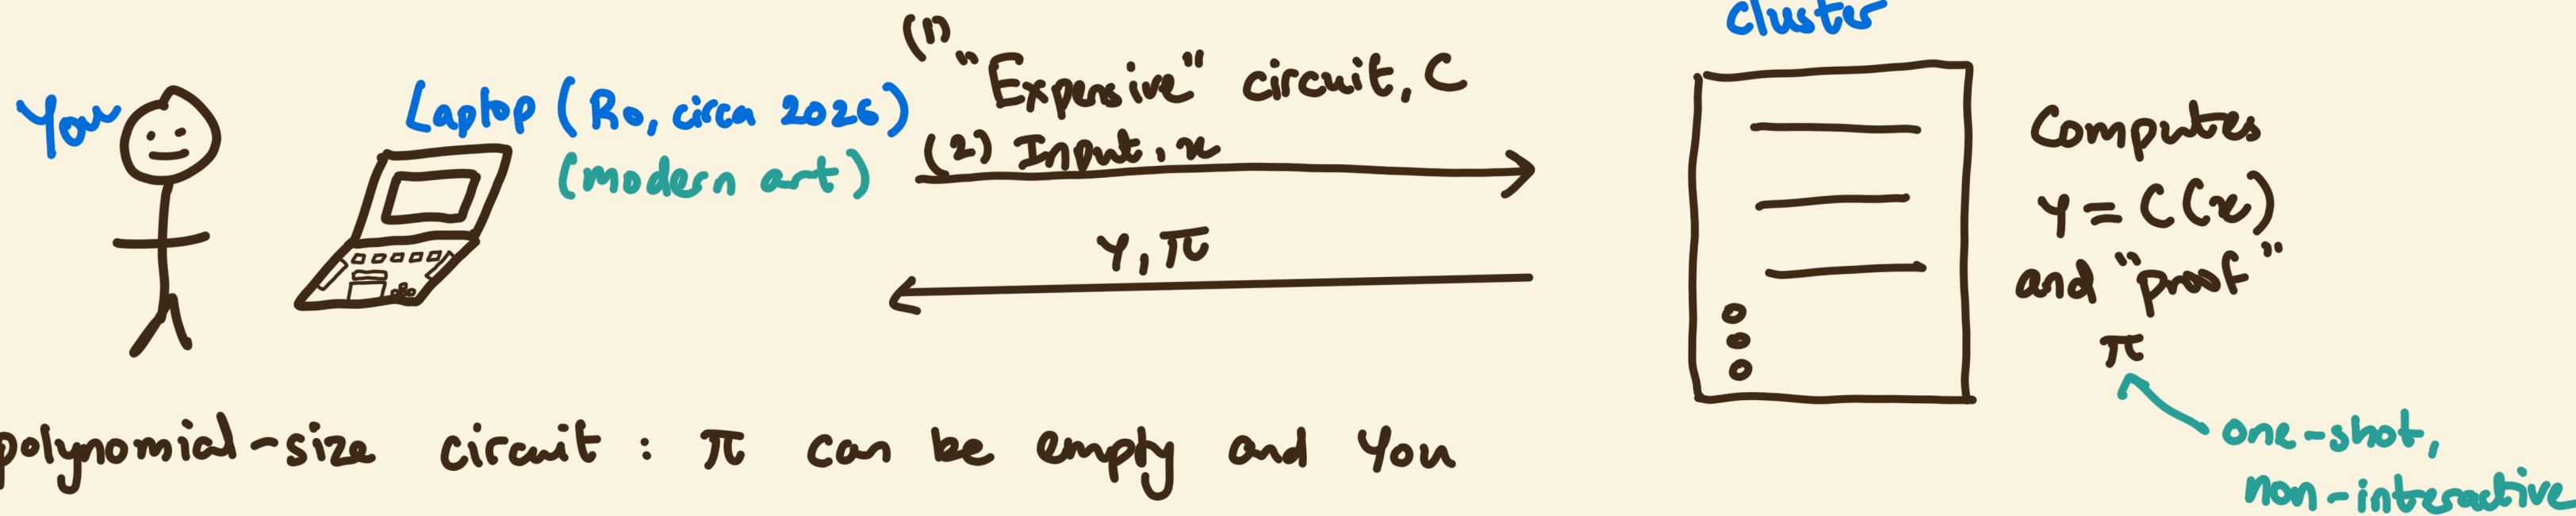 cluster
You
Laptop (Ro, circa 2026)
(modern art)
(1) "Expensive" circuit, C
(2) Input, x
Y, π
Computes
Y = C(x)
and "proof"
π
one-shot,
non-interactive
polynomial-size circuit : π can be empty and You